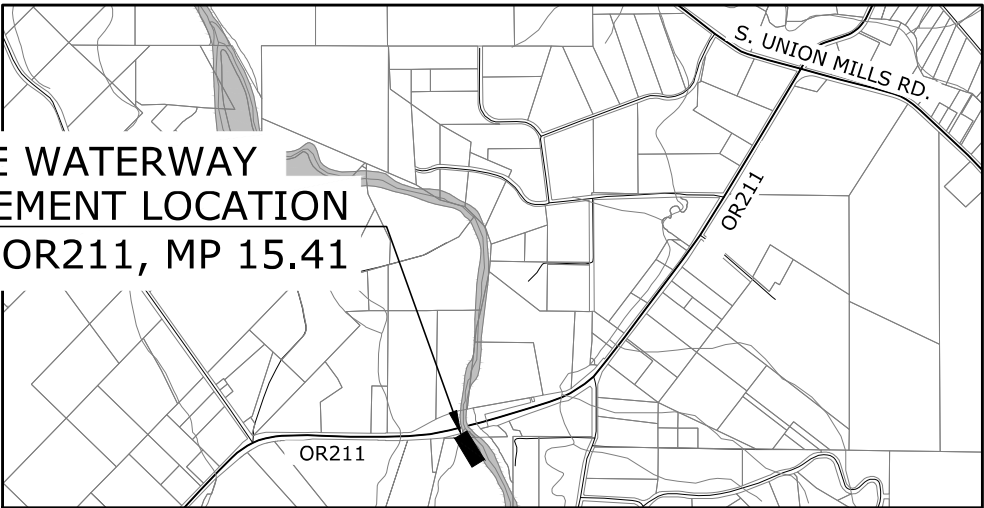 E WATERWAY
EMENT LOCATION
OR211, MP 15.41
S. UNION MILLS RD.
OR211
OR211